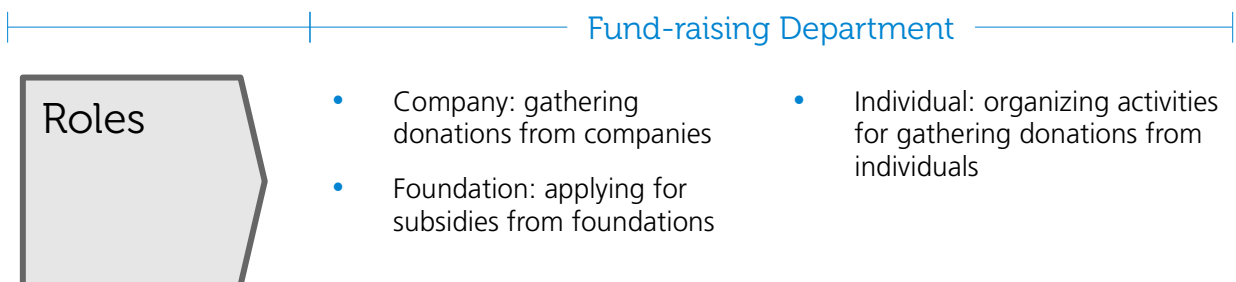 Fund-raising Department
Roles
• Company: gathering
donations from companies
• Foundation: applying for
subsidies from foundations
• Individual: organizing activities
for gathering donations from
individuals